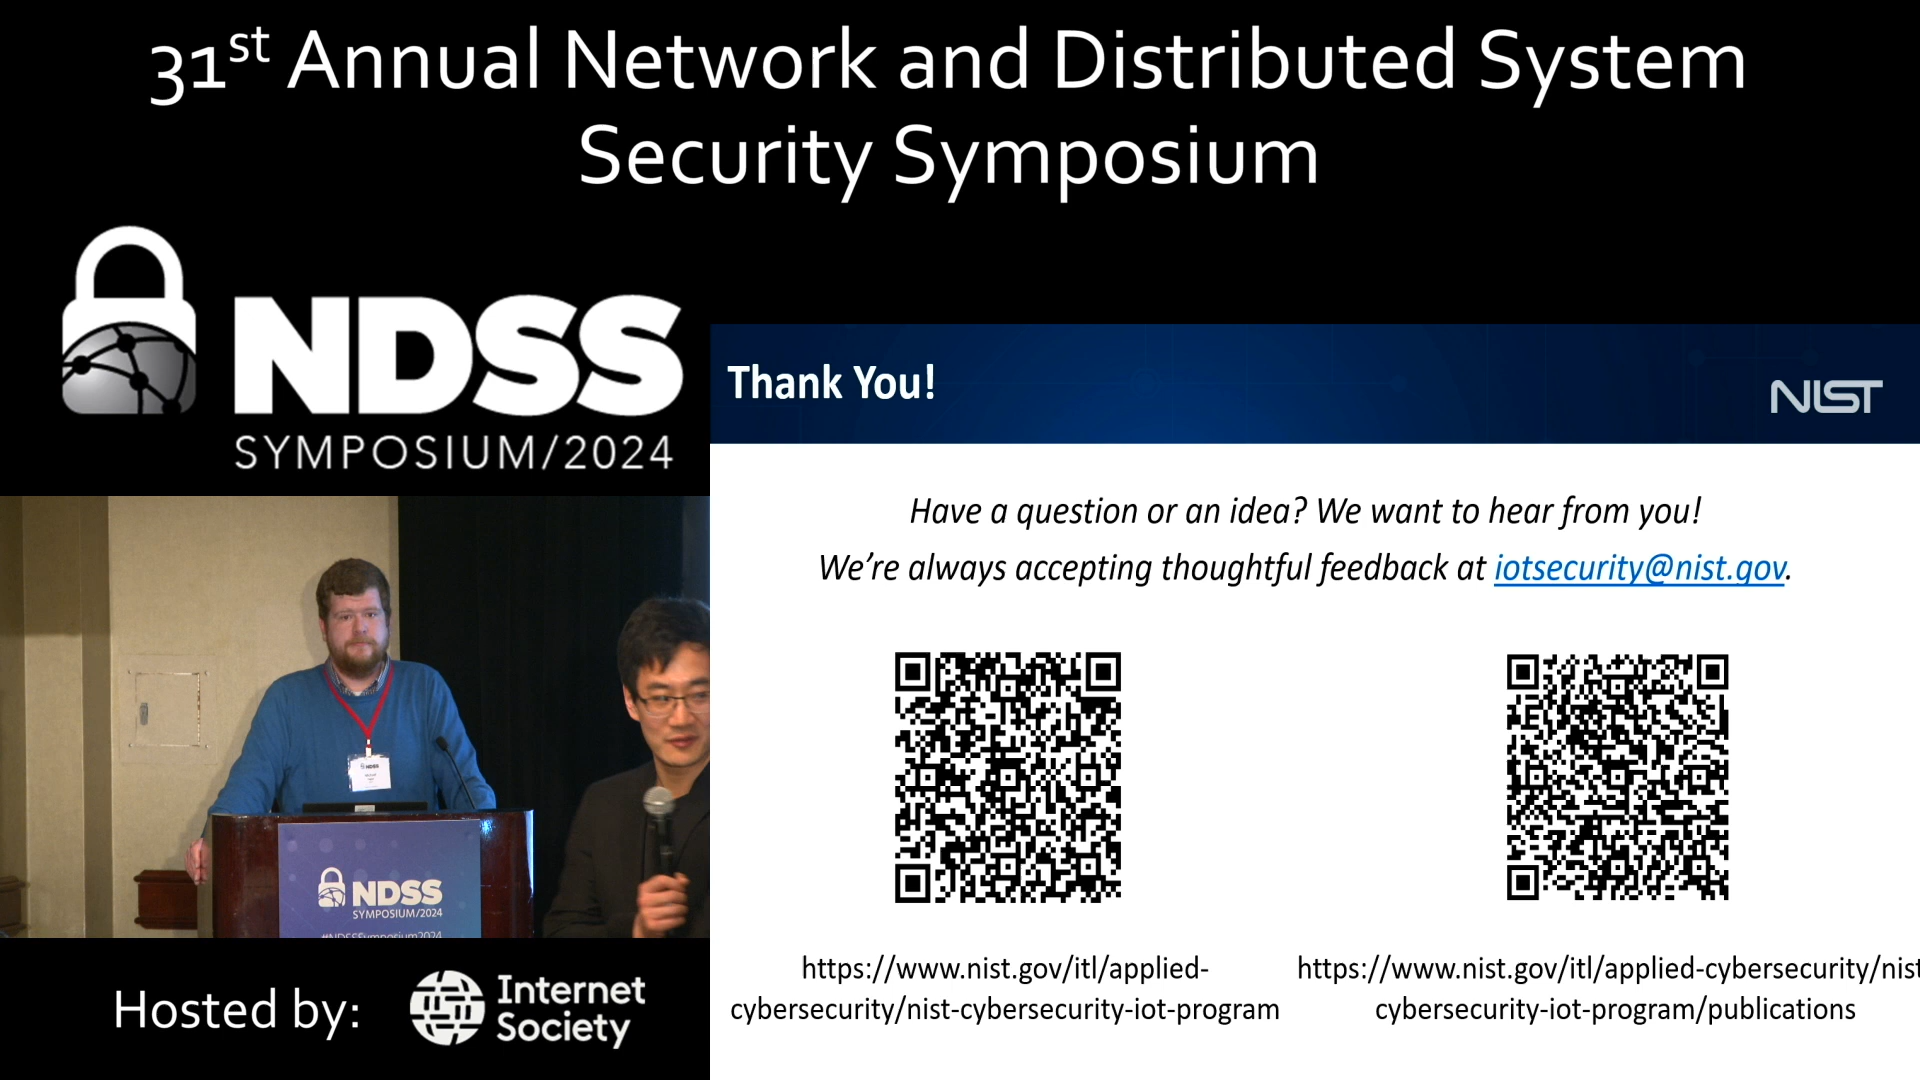 31st Annual Network and Distributed System
Security Symposium
NDSS
SYMPOSIUM/2024
Thank You!
NIST
Have a question or an idea? We want to hear from you!
We're always accepting thoughtful feedback at iotsecurity@nist.gov.
https://www.nist.gov/itl/applied-
cybersecurity/nist-cybersecurity-iot-program
https://www.nist.gov/itl/applied-cybersecurity/nist
cybersecurity-iot-program/publications
NDSS
NDSS
SYMPOSIUM/2024
#NDSSSymposium2024
Hosted by:
Internet
Society